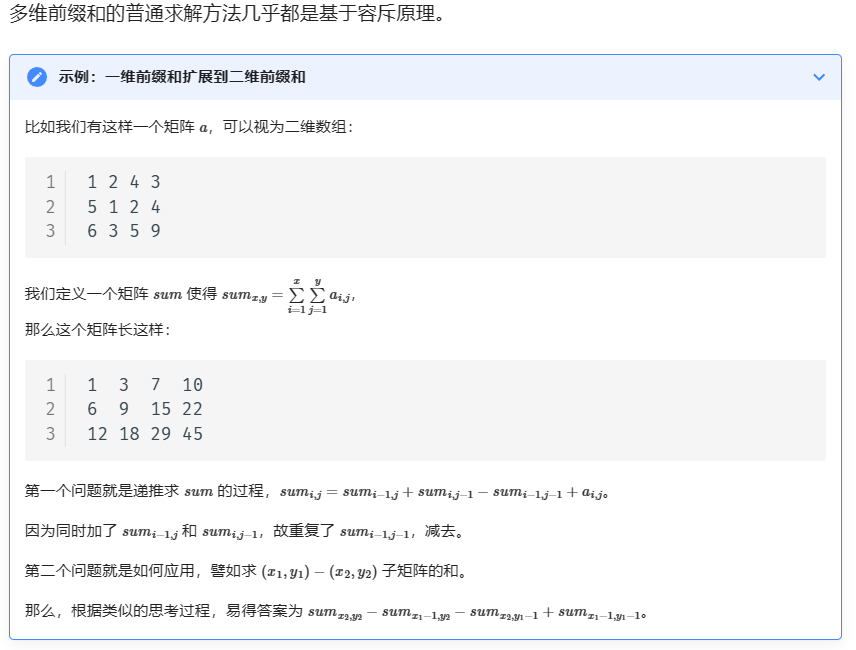 多维前缀和的普通求解方法几乎都是基于容斥原理。
示例：一维前缀和扩展到二维前缀和
比如我们有这样一个矩阵 a，可以视为二维数组：
1 1 2 4 3
2 5 1 2 4
3 6 3 5 9
我们定义一个矩阵 sum 使得 $sum_{x,y} = \sum\limits_{i=1}^{x} \sum\limits_{j=1}^{y} a_{i,j}$，
那么这个矩阵长这样：
1 1 3 7 10
2 6 9 15 22
3 12 18 29 45
第一个问题就是递推求 sum 的过程，$sum_{i,j} = sum_{i-1,j} + sum_{i,j-1} - sum_{i-1,j-1} + a_{i,j}$。
因为同时加了 $sum_{i-1,j}$ 和 $sum_{i,j-1}$，故重复了 $sum_{i-1,j-1}$，减去。
第二个问题就是如何应用，譬如求 $(x_1,y_1) - (x_2,y_2)$ 子矩阵的和。
那么，根据类似的思考过程，易得答案为 $sum_{x_2,y_2} - sum_{x_1-1,y_2} - sum_{x_2,y_1-1} + sum_{x_1-1,y_1-1}$。